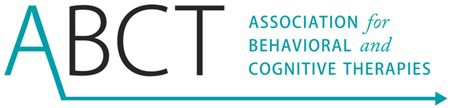 ABCT
ASSOCIATION for
BEHAVIORAL and
COGNITIVE THERAPIES